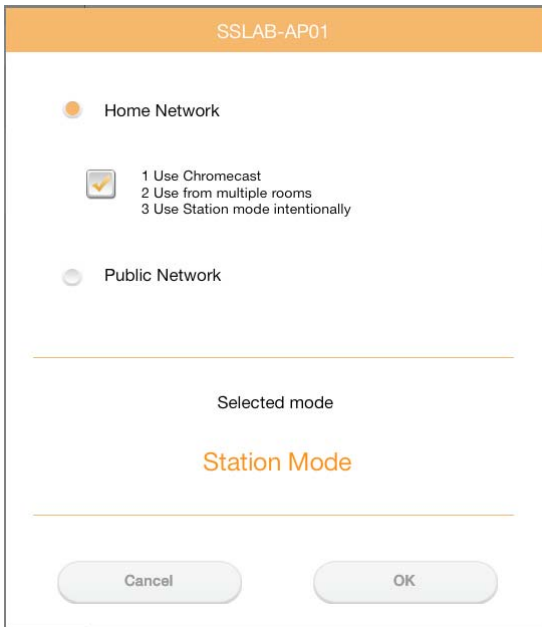 SSLAB-AP01
Home Network
1 Use Chromecast
2 Use from multiple rooms
3 Use Station mode intentionally
Public Network
Selected mode
Station Mode
Cancel
OK